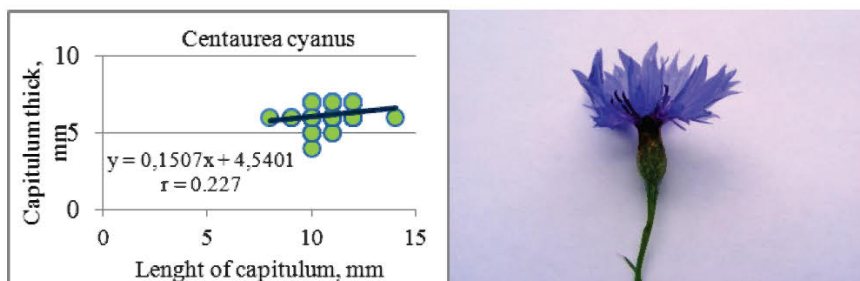 Centaurea cyanus
10
5
0
Capitulum thick,
mm
y = 0,1507x + 4,5401
r = 0.227
0 5 10 15
Lenght of capitulum, mm